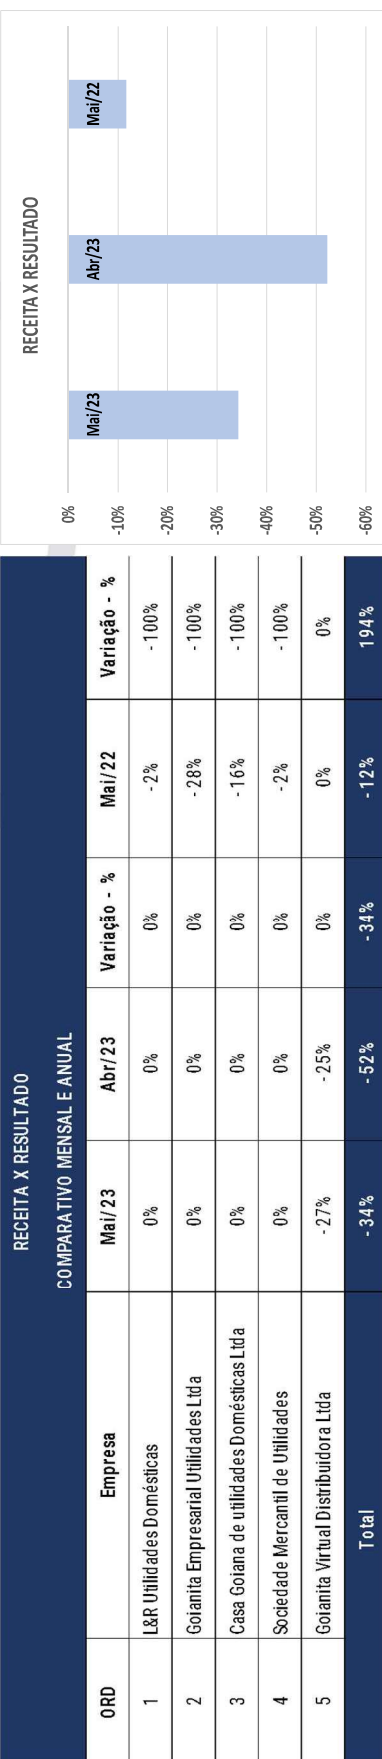 RECEITA X RESULTADO
COMPARATIVO MENSAL E ANUAL
ORD Empresa Mai/23 Abr/23 Variação - % Mai/22 Variação - %
1 L&R Utilidades Domésticas 0% 0% 0% -2% -100%
2 Goianita Empresarial Utilidades Ltda 0% 0% 0% -28% -100%
3 Casa Goiana de utilidades Domésticas Ltda 0% 0% 0% -16% -100%
4 Sociedade Mercantil de Utilidades 0% 0% 0% -2% -100%
5 Goianita Virtual Distribuidora Ltda -27% -25% 0% 0% 0%
Total -34% -52% -34% -12% 194%
RECEITA X RESULTADO
0%
-10%
-20%
-30%
-40%
-50%
-60%
Mai/23 Abr/23 Mai/22